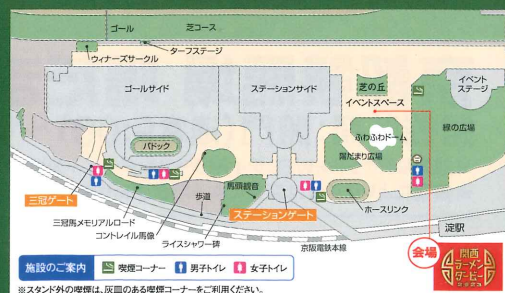 ゴール
芝コース
ターフステージ
ウィナーズサークル
ゴールサイド
ステーションサイド
芝の丘
イベントスペース
イベント
ステージ
緑の広場
ふわふわドーム
陽だまり広場
パドック
三冠ゲート
三冠馬メモリアルロード
コントレイル馬像
歩道
馬頭観音
ライスシャワー碑
ステーションゲート
ホースリンク
京阪電鉄本線
淀駅
会場
関西
ラーメン
ダービー
施設のご案内
喫煙コーナー
男子トイレ
女子トイレ
※スタンド外の喫煙は、灰皿のある喫煙コーナーをご利用ください。